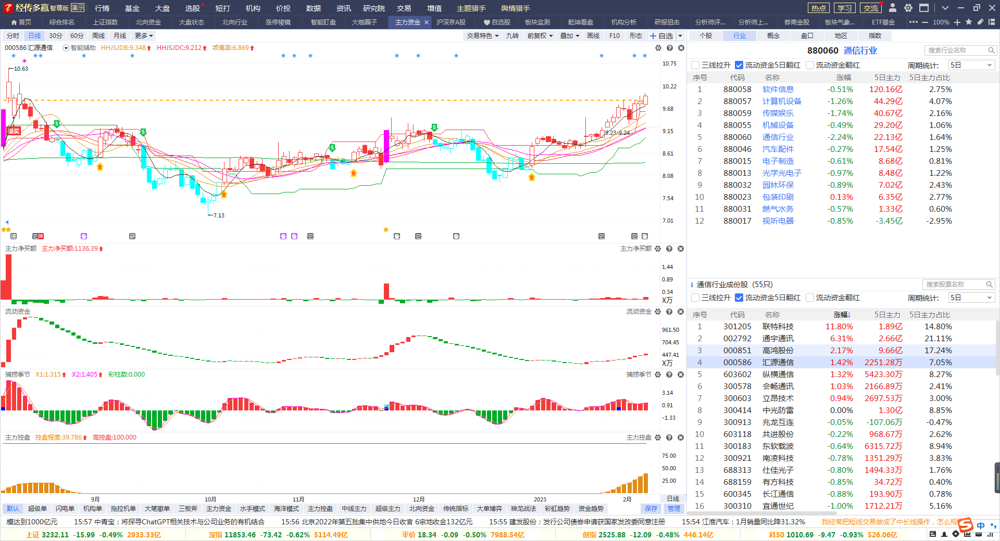 经传多赢 智尊版 演示 行情 基金 大盘 选股 短打 机构 价投 数据 资讯 研究院 交易 增值 主题猎手 舆情猎手 热点 学习 交流
首页 综合排名 上证指数 北向资金 大盘状态 北向行业 涨停棱镜 智能盯盘 大咖圈子 主力资金 沪深京A股 自选股 板块监测 乾坤看盘 机构分析 研报狙击 分析师评... 分析师上... 券商金股 板块气象... ETF基金 100%
分时 日线 30分 60分 周线 月线 更多 交易特色 九转 前复权 叠加 画线 F10 形态 自选
000586 汇源通信 智能辅助 HHJSJDB:9.348 HHJSJDC:9.212 乖离率:6.869
10.63
10.75
10.22
9.68
9.15
8.61
8.08
7.54
7.01
S
S
S
S
B
B
B
B
模买
9.23-9.24
7.13
提 它 押 研 它 它 它 它
主力净买额 主力净买额:1136.39 主力净买额
1.44
0.89
0.34
X万
流动资金 流动资金
961.50
704.45
447.41
X万
捕捞季节 X1:1.315 X2:1.405 彩柱数:0.000 捕捞季节
3.14
0.91
-1.33
主力控盘 控盘程度:39.786 高控盘:100.000 主力控盘
75.00
50.00
25.00
9月 10月 11月 12月 2023 2月 日线
默认 超级单 闪电单 机构单 拖拉机单 大笔撤单 三板斧 主力资金 水手模式 海洋模式 主力控盘 中线主力 超级主力 北向资金 传统指标 大单博弈 神龙战法 彩虹趋势 资金趋势 保存 管理
个股 行业 概念 盘口 地区 指数
880060 通信行业 搜索行业名称
三线拉升 流动资金5日翻红 流动资金翻红 周期统计: 5日
序号 代码 名称 涨幅 5日主力 5日主力占比
1 880058 软件信息 -0.51% 120.16亿 2.75%
2 880057 计算机设备 -1.26% 44.29亿 4.07%
3 880059 传媒娱乐 -1.74% 40.67亿 2.16%
4 880055 机械设备 -0.49% 29.20亿 1.06%
5 880060 通信行业 -2.24% 22.13亿 1.64%
6 880046 汽车配件 -0.27% 17.54亿 1.25%
7 880015 电子制造 -0.61% 8.68亿 0.81%
8 880013 光学光电子 -0.97% 8.48亿 1.22%
9 880032 园林环保 -0.89% 7.02亿 2.43%
10 880023 包装印刷 0.13% 6.35亿 2.77%
11 880031 燃气水务 -0.57% 1.33亿 0.60%
12 880017 视听电器 -0.85% -3.45亿 -2.95%
通信行业成份股 (55只) 搜索股票名称
三线拉升 流动资金5日翻红 流动资金翻红 周期统计: 5日
序号 代码 名称 涨幅↓ 5日主力 5日主力占比
1 301205 联特科技 11.80% 1.89亿 14.80%
2 002792 通宇通讯 6.31% 2.66亿 21.11%
3 000851 高鸿股份 2.17% 9.66亿 17.24%
4 000586 汇源通信 1.42% 2251.28万 7.05%
5 603602 纵横通信 1.32% 5423.30万 8.27%
6 300578 会畅通讯 1.03% 2166.89万 2.41%
7 300603 立昂技术 0.94% 2697.53万 3.00%
8 300414 中光防雷 0.00% 1.30亿 8.85%
9 300913 兆龙互连 -0.05% -107.06万 -0.47%
10 603118 共进股份 -0.22% 968.67万 2.62%
11 300183 东软载波 -0.64% 6315.72万 8.94%
12 300921 南凌科技 -0.78% 1351.29万 3.83%
13 688313 仕佳光子 -0.80% 1494.33万 1.76%
14 688159 有方科技 -0.85% 34.72万 0.40%
15 600345 长江通信 -0.88% 193.90万 0.78%
16 300310 宜通世纪 -1.00% 1712.21万 5.16%
模达到1000亿元 15:57 中青宝：将探寻ChatGPT相关技术与公司业务的有机结合 15:56 北京2022年第五批集中供地今日收官 6宗地收金132亿元 15:55 建发股份：发行公司债券申请获国家发改委同意注册 15:54 江淮汽车：1月销量同比降31.32% 我经常把短线交易做成了中长线操作，怎么规
上证 3232.11 -15.99 -0.49% 2933.33亿 深指 11853.46 -73.42 -0.62% 5114.49亿 平价 18.34 -0.09 -0.50% 7988.54亿 创指 2525.88 -12.09 -0.48% 446.14亿 科50 1010.69 -9.47 -0.93% 526.06亿
S 中